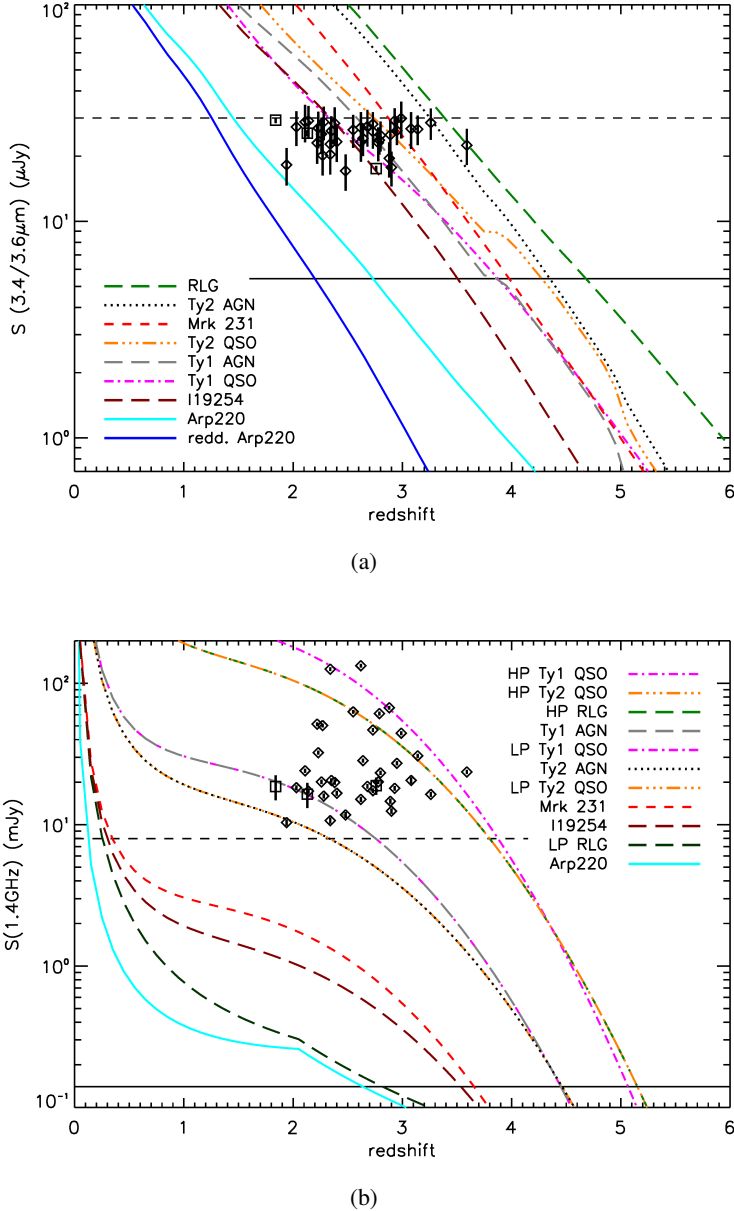 10²
10¹
10⁰
S (3.4/3.6μm) (μJy)
RLG
Ty2 AGN
Mrk 231
Ty2 QSO
Ty1 AGN
Ty1 QSO
I19254
Arp220
redd. Arp220
0 1 2 3 4 5 6
redshift
(a)
10²
10¹
10⁰
10⁻¹
S(1.4GHz) (mJy)
HP Ty1 QSO
HP Ty2 QSO
HP RLG
Ty1 AGN
LP Ty1 QSO
Ty2 AGN
LP Ty2 QSO
Mrk 231
I19254
LP RLG
Arp220
0 1 2 3 4 5 6
redshift
(b)